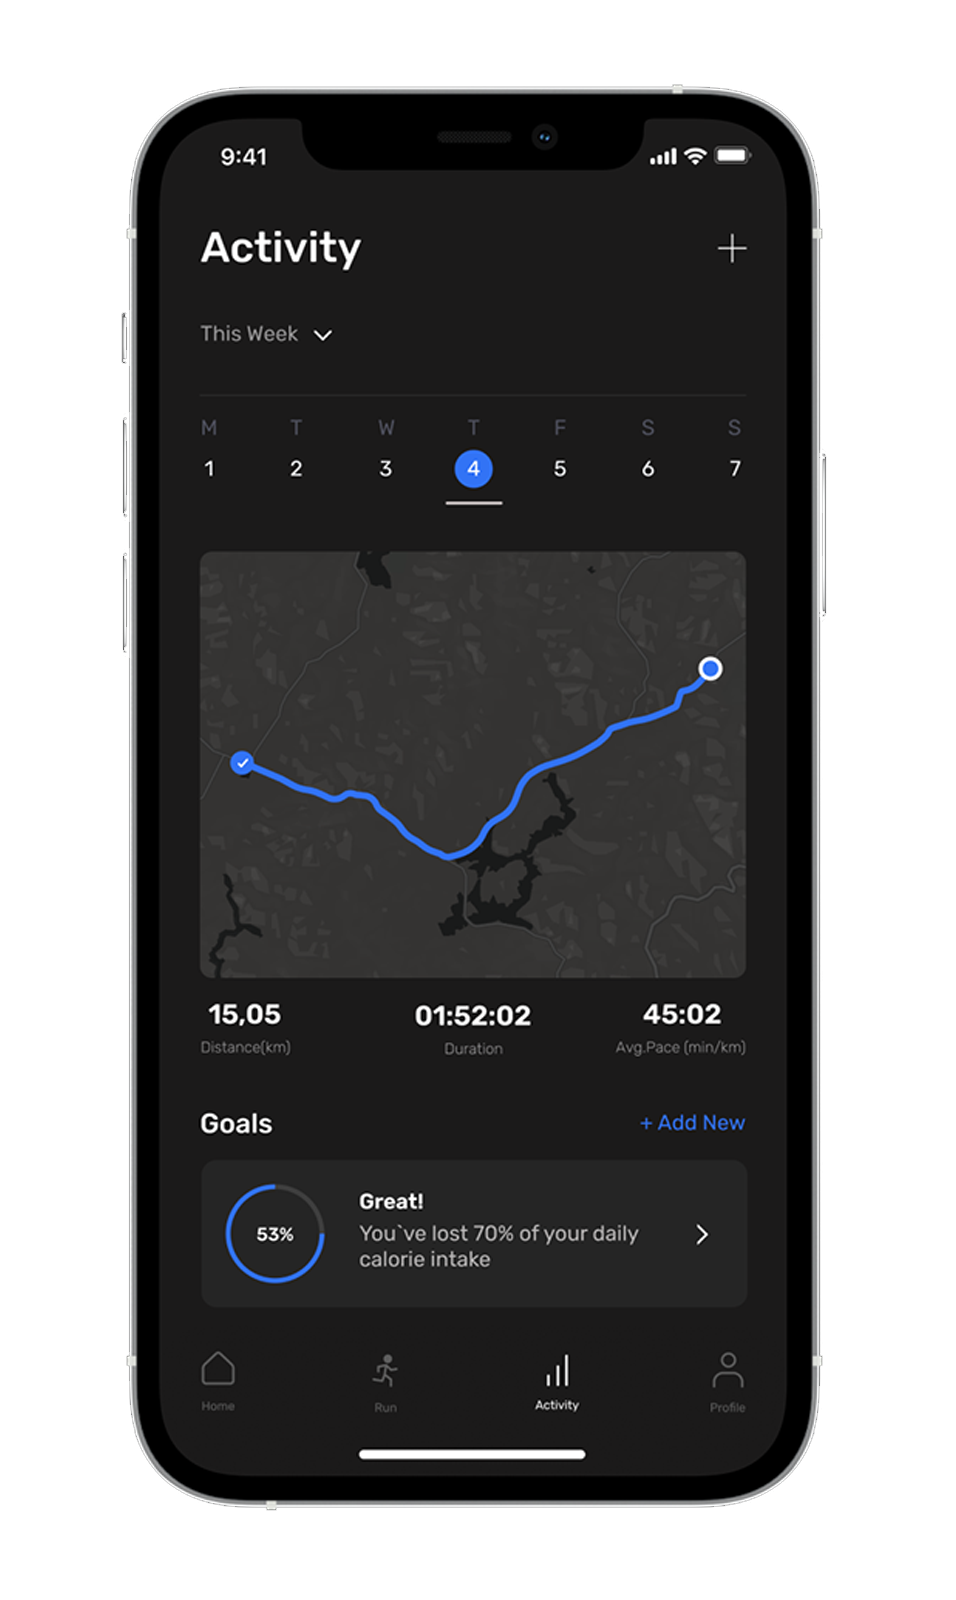 9:41
Activity
This Week
M T W T F S S
1 2 3 4 5 6 7
15,05 01:52:02 45:02
Distance(km) Duration Avg.Pace (min/km)
Goals + Add New
53%
Great!
You`ve lost 70% of your daily
calorie intake
Home Run Activity Profile